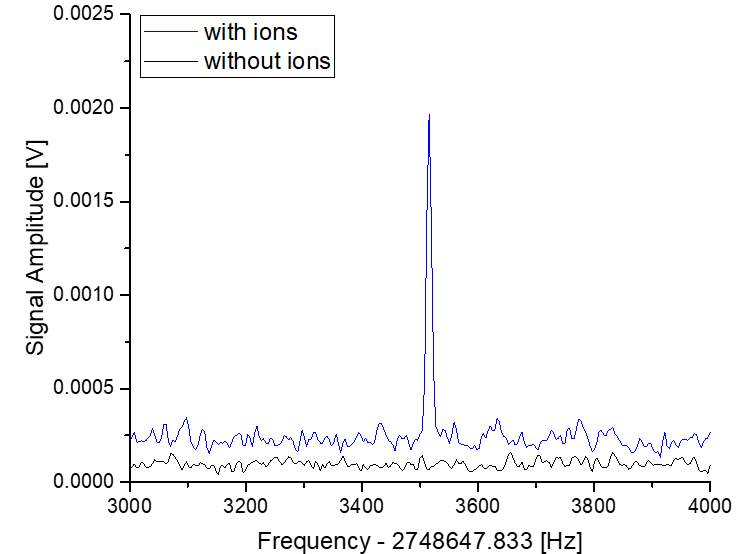 0.0025
with ions
without ions
0.0020
0.0015
0.0010
0.0005
0.0000
Signal Amplitude [V]
3000 3200 3400 3600 3800 4000
Frequency - 2748647.833 [Hz]